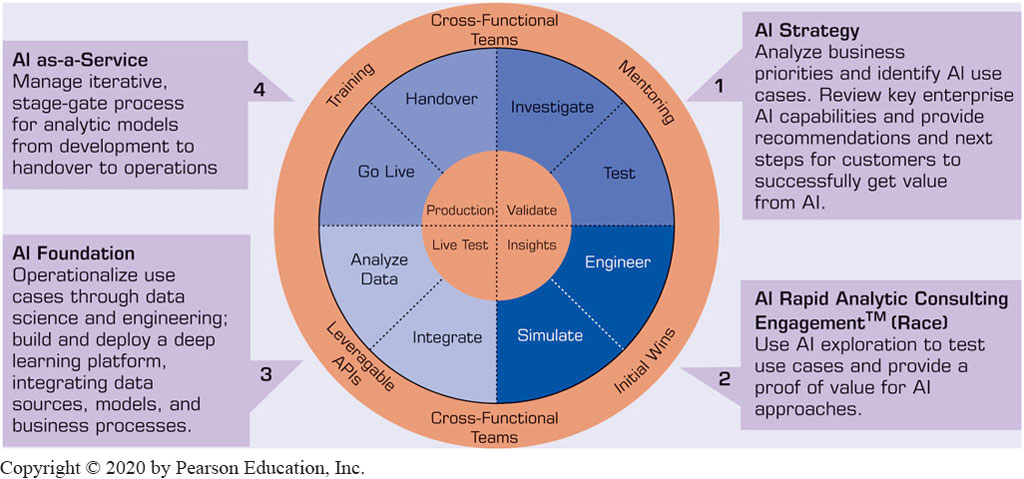 AI as-a-Service
Manage iterative,
stage-gate process
for analytic models
from development to
handover to operations
4
AI Foundation
Operationalize use
cases through data
science and engineering;
build and deploy a deep
learning platform,
integrating data
sources, models, and
business processes.
3
Cross-Functional
Teams
Training
Mentoring
Handover
Investigate
Go Live
Test
Production
Validate
Live Test
Insights
Analyze
Data
Engineer
Integrate
Simulate
Leveragable
APIs
Initial Wins
Cross-Functional
Teams
1
AI Strategy
Analyze business
priorities and identify AI use
cases. Review key enterprise
AI capabilities and provide
recommendations and next
steps for customers to
successfully get value
from AI.
2
AI Rapid Analytic Consulting
Engagement™ (Race)
Use AI exploration to test
use cases and provide a
proof of value for AI
approaches.
Copyright © 2020 by Pearson Education, Inc.